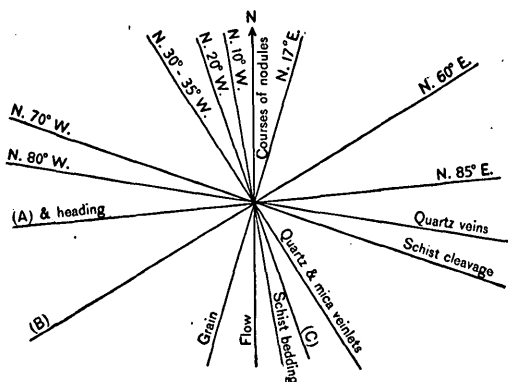 N
N. 30° - 35° W.
N. 20° W.
N. 10° W.
Courses of nodules
N. 17° E.
N. 60° E.
N. 70° W.
N. 80° W.
N. 85° E.
(A) & heading
Quartz veins
Schist cleavage
(B)
Grain
Flow
Schist bedding
(C)
Quartz & mica veinlets